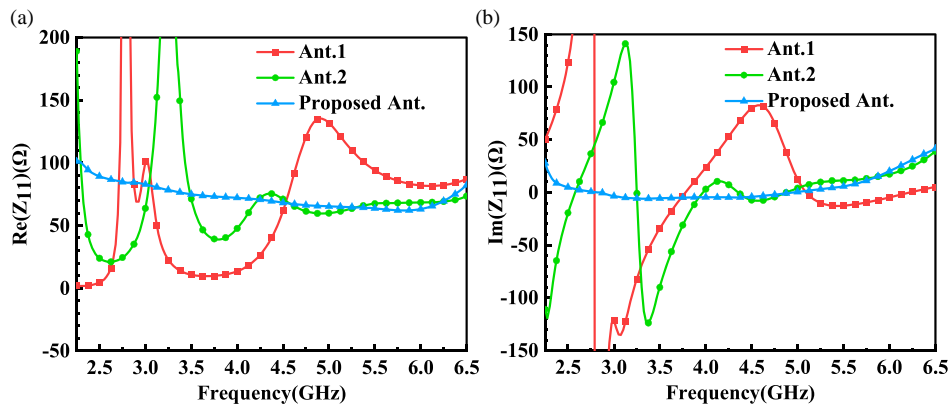 (a)
200
150
100
50
0
-50
Re(Z11)(Ω)
Ant.1
Ant.2
Proposed Ant.
2.5 3.0 3.5 4.0 4.5 5.0 5.5 6.0 6.5
Frequency(GHz)
(b)
150
100
50
0
-50
-100
-150
Im(Z11)(Ω)
Ant.1
Ant.2
Proposed Ant.
2.5 3.0 3.5 4.0 4.5 5.0 5.5 6.0 6.5
Frequency(GHz)